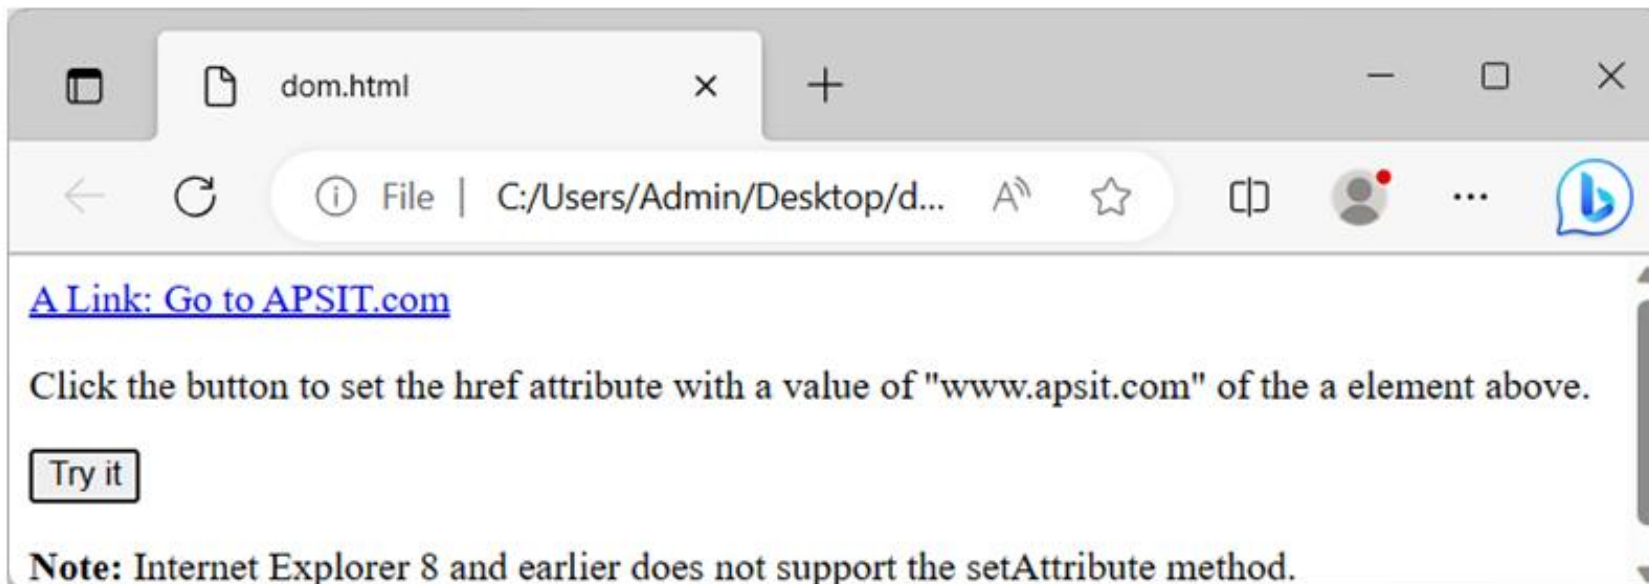 dom.html
File | C:/Users/Admin/Desktop/d...
A Link: Go to APSIT.com
Click the button to set the href attribute with a value of "www.apsit.com" of the a element above.
Try it
Note: Internet Explorer 8 and earlier does not support the setAttribute method.